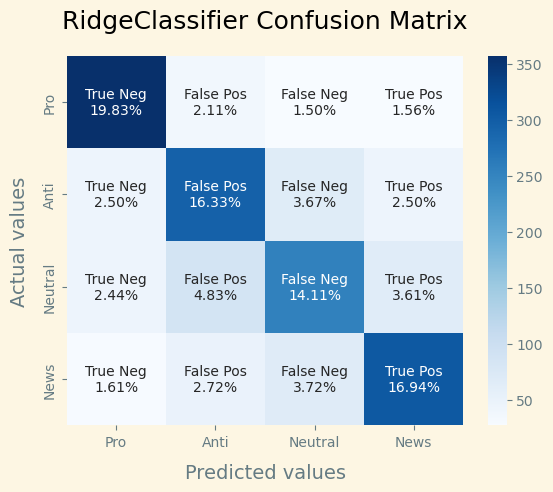 RidgeClassifier Confusion Matrix
Actual values
Pro
True Neg
19.83%
False Pos
2.11%
False Neg
1.50%
True Pos
1.56%
Anti
True Neg
2.50%
False Pos
16.33%
False Neg
3.67%
True Pos
2.50%
Neutral
True Neg
2.44%
False Pos
4.83%
False Neg
14.11%
True Pos
3.61%
News
True Neg
1.61%
False Pos
2.72%
False Neg
3.72%
True Pos
16.94%
Pro
Anti
Neutral
News
Predicted values
350
300
250
200
150
100
50